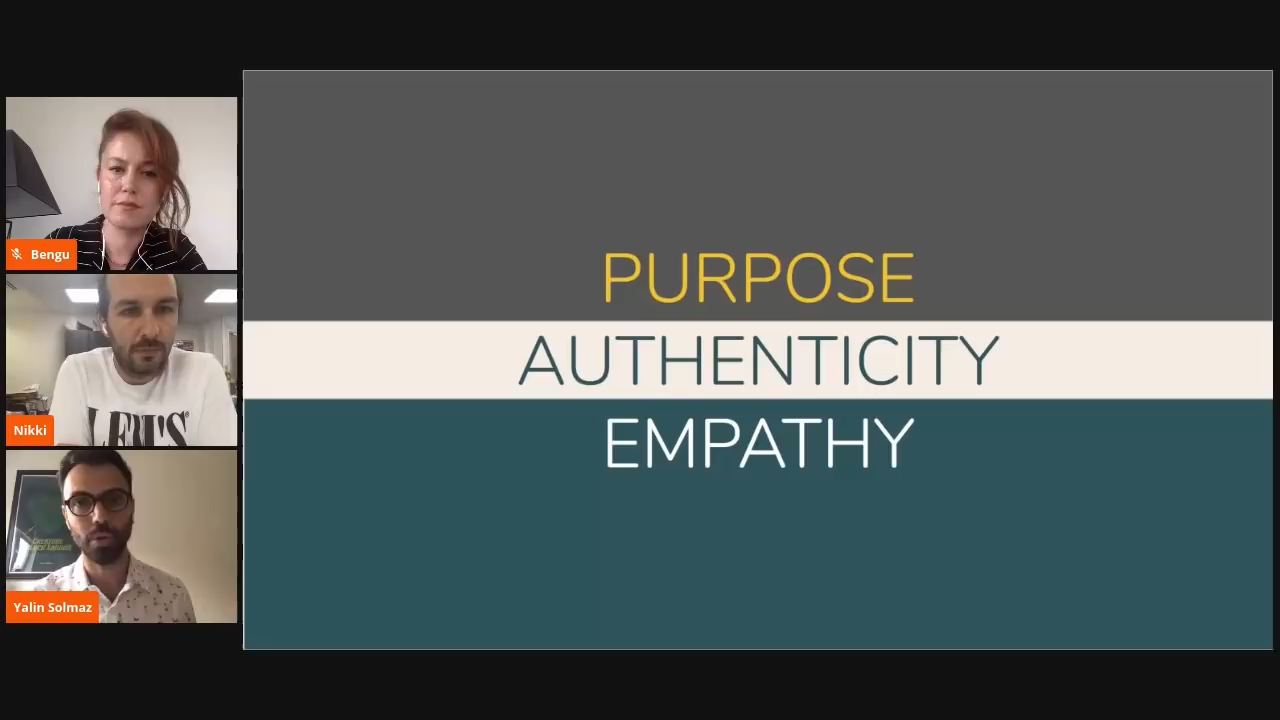 Bengu
Nikki
Yalin Solmaz
PURPOSE
AUTHENTICITY
EMPATHY